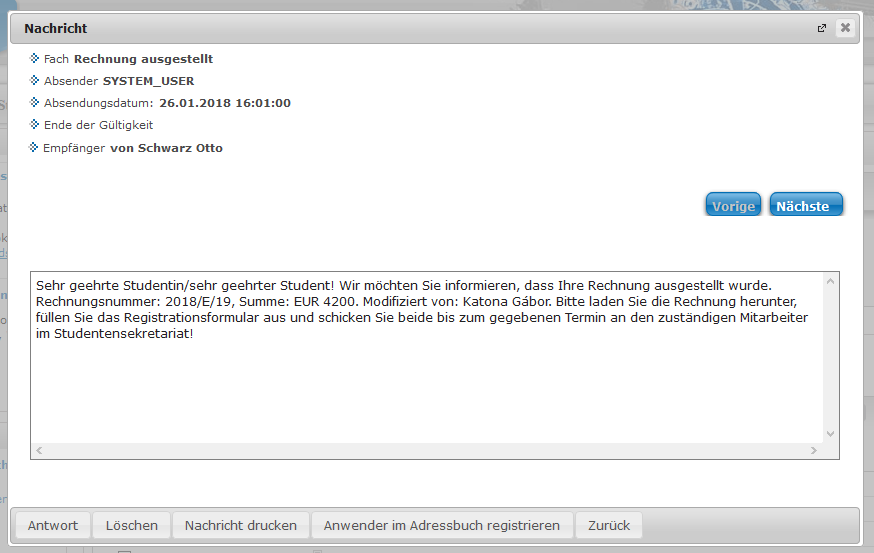 Nachricht
Fach Rechnung ausgestellt
Absender SYSTEM_USER
Absendungsdatum: 26.01.2018 16:01:00
Ende der Gültigkeit
Empfänger von Schwarz Otto
Vorige Nächste
Sehr geehrte Studentin/sehr geehrter Student! Wir möchten Sie informieren, dass Ihre Rechnung ausgestellt wurde.
Rechnungsnummer: 2018/E/19, Summe: EUR 4200. Modifiziert von: Katona Gábor. Bitte laden Sie die Rechnung herunter,
füllen Sie das Registrationsformular aus und schicken Sie beide bis zum gegebenen Termin an den zuständigen Mitarbeiter
im Studentensekretariat!
Antwort Löschen Nachricht drucken Anwender im Adressbuch registrieren Zurück